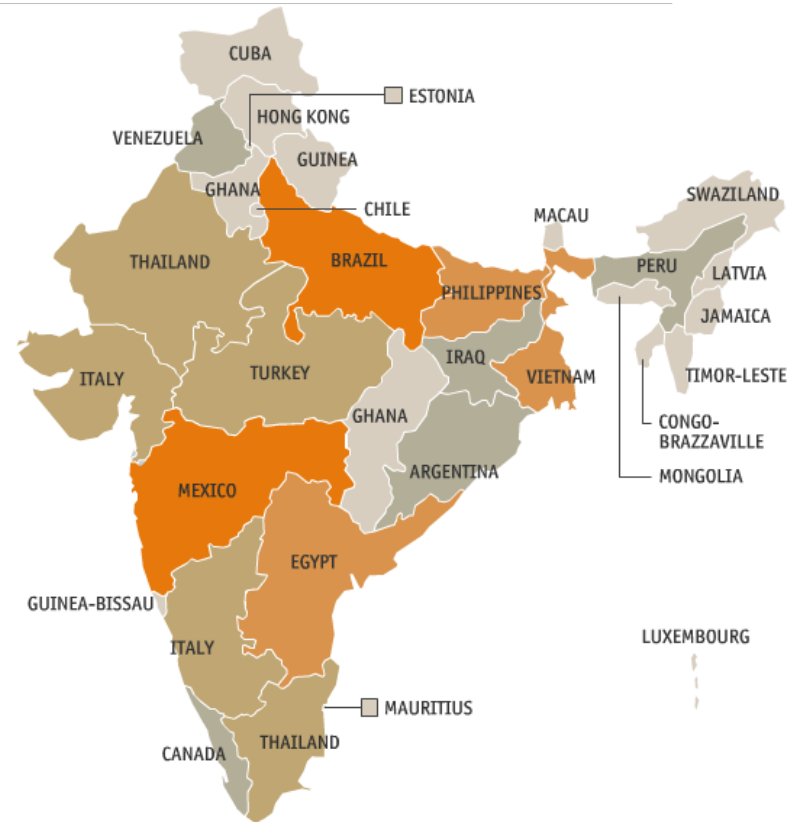 CUBA
ESTONIA
HONG KONG
VENEZUELA
GUINEA
GHANA
SWAZILAND
CHILE
MACAU
THAILAND
BRAZIL
PERU
LATVIA
PHILIPPINES
JAMAICA
IRAQ
TURKEY
ITALY
VIETNAM
TIMOR-LESTE
GHANA
CONGO-
BRAZZAVILLE
ARGENTINA
MONGOLIA
MEXICO
EGYPT
GUINEA-BISSAU
LUXEMBOURG
ITALY
MAURITIUS
THAILAND
CANADA